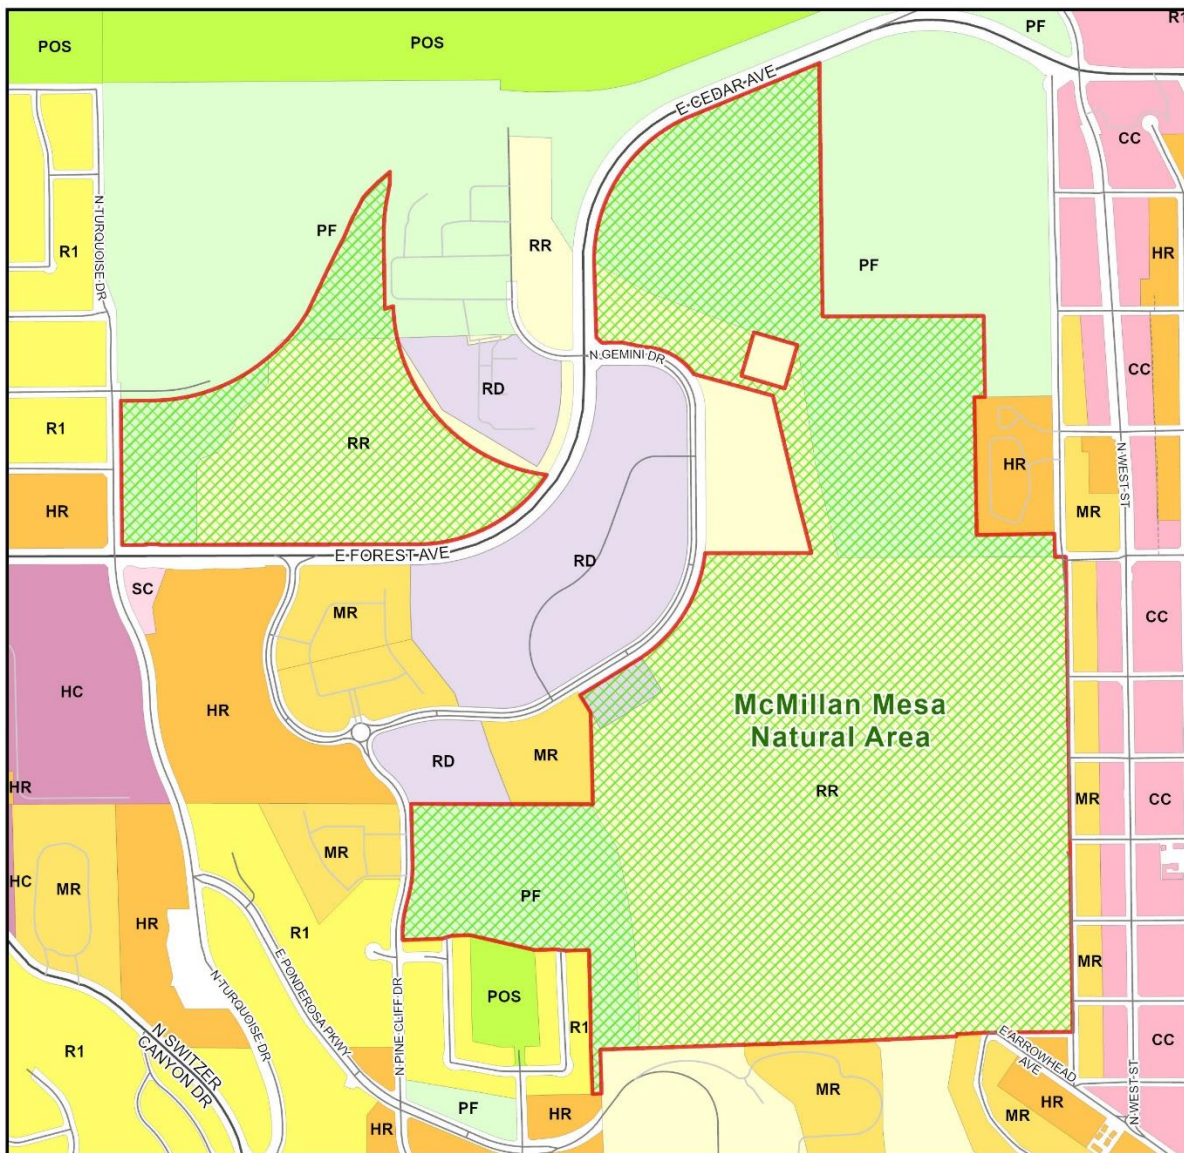 POS
POS
PF
R1
E CEDAR AVE
CC
N TURQUOISE DR
R1
PF
RR
PF
HR
N GEMINI DR
RD
CC
R1
RR
HR
N WEST ST
HR
MR
E FOREST AVE
RD
SC
MR
CC
HC
HR
McMillan Mesa
Natural Area
RD
MR
HR
RR
MR
CC
MR
HC
MR
HR
PF
R1
MR
E PONDEROSA PKWY
N TURQUOISE DR
N PINE CLIFF DR
POS
R1
R1
N SWITZER
CANYON DR
CC
E ARROWHEAD
AVE
MR
HR
MR
PF
HR
HR
N WEST ST